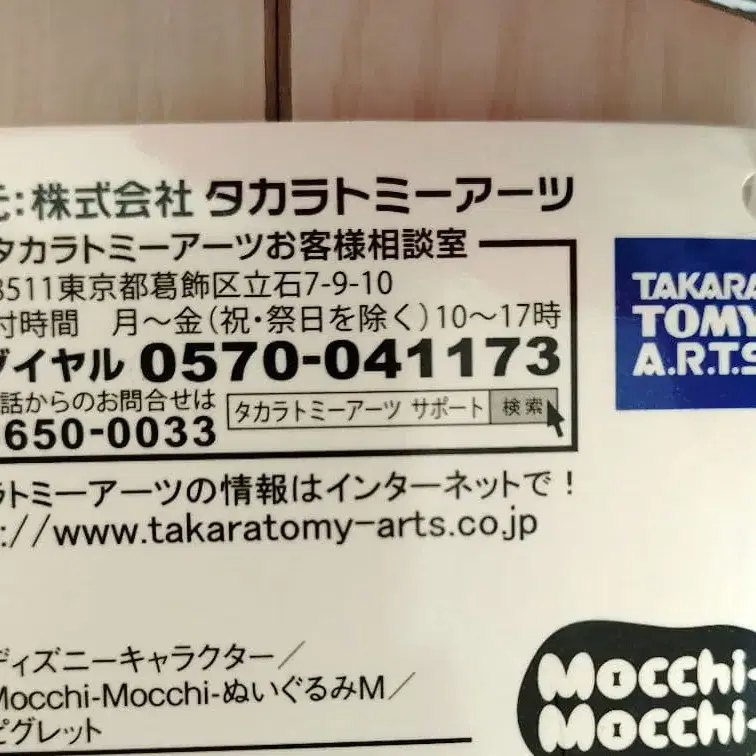 元:株式会社 タカラトミーアーツ
タカラトミーアーツお客様相談室
8511東京都葛飾区立石7-9-10
付時間 月～金(祝・祭日を除く)10～17時
ダイヤル 0570-041173
話からのお問合せは
タカラトミーアーツ サポート 検索
650-0033
ラトミーアーツの情報はインターネットで!
://www.takaratomy-arts.co.jp
TAKARA
TOMY
A.R.T.S
ディズニーキャラクター/
Mocchi-Mocchi-ぬいぐるみM/
ピグレット
Mocchi-
Mocchi-